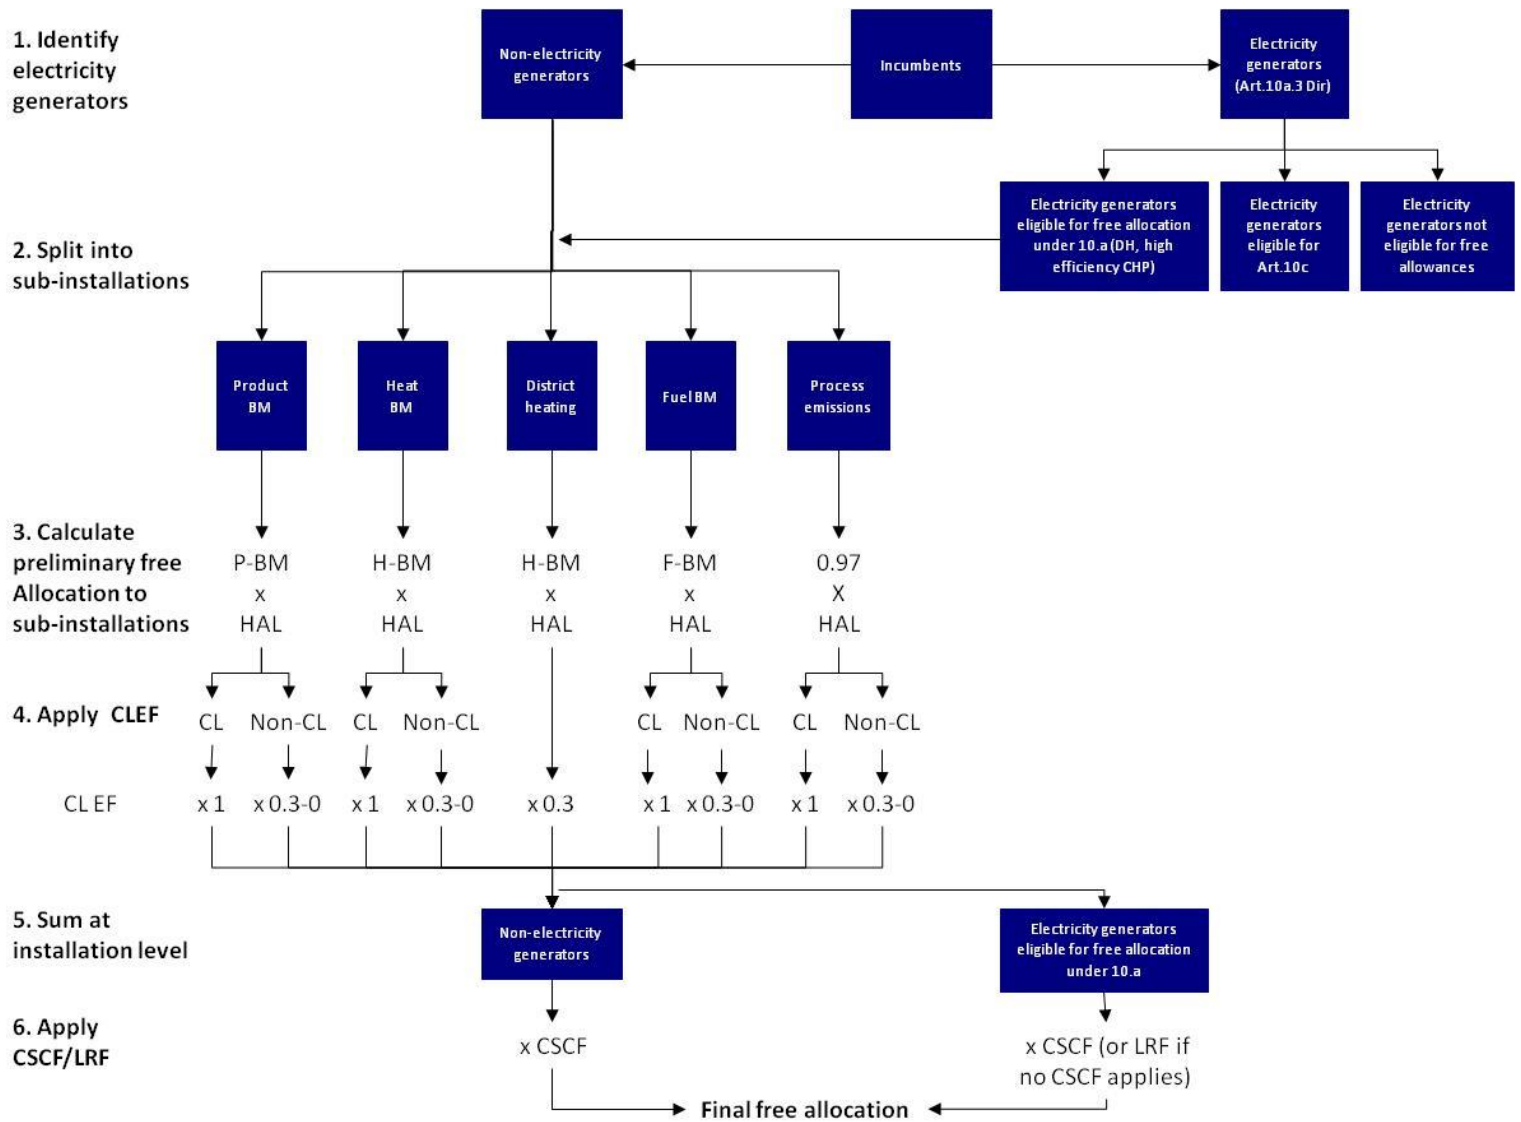 1. Identify
electricity
generators
Non-electricity
generators
Incumbents
Electricity
generators
(Art.10a.3 Dir)
Electricity generators
eligible for free allocation
under 10.a (DH, high
efficiency CHP)
Electricity
generators
eligible for
Art.10c
Electricity
generators not
eligible for free
allowances
2. Split into
sub-installations
Product
BM
Heat
BM
District
heating
Fuel BM
Process
emissions
3. Calculate
preliminary free
Allocation to
sub-installations
P-BM
x
HAL
H-BM
x
HAL
H-BM
x
HAL
F-BM
x
HAL
0.97
X
HAL
4. Apply CLEF
CL
Non-CL
CL
Non-CL
CL
Non-CL
CL
Non-CL
CL EF
x 1
x 0.3-0
x 1
x 0.3-0
x 0.3
x 1
x 0.3-0
x 1
x 0.3-0
5. Sum at
installation level
Non-electricity
generators
Electricity generators
eligible for free allocation
under 10.a
6. Apply
CSCF/LRF
x CSCF
x CSCF (or LRF if
no CSCF applies)
Final free allocation